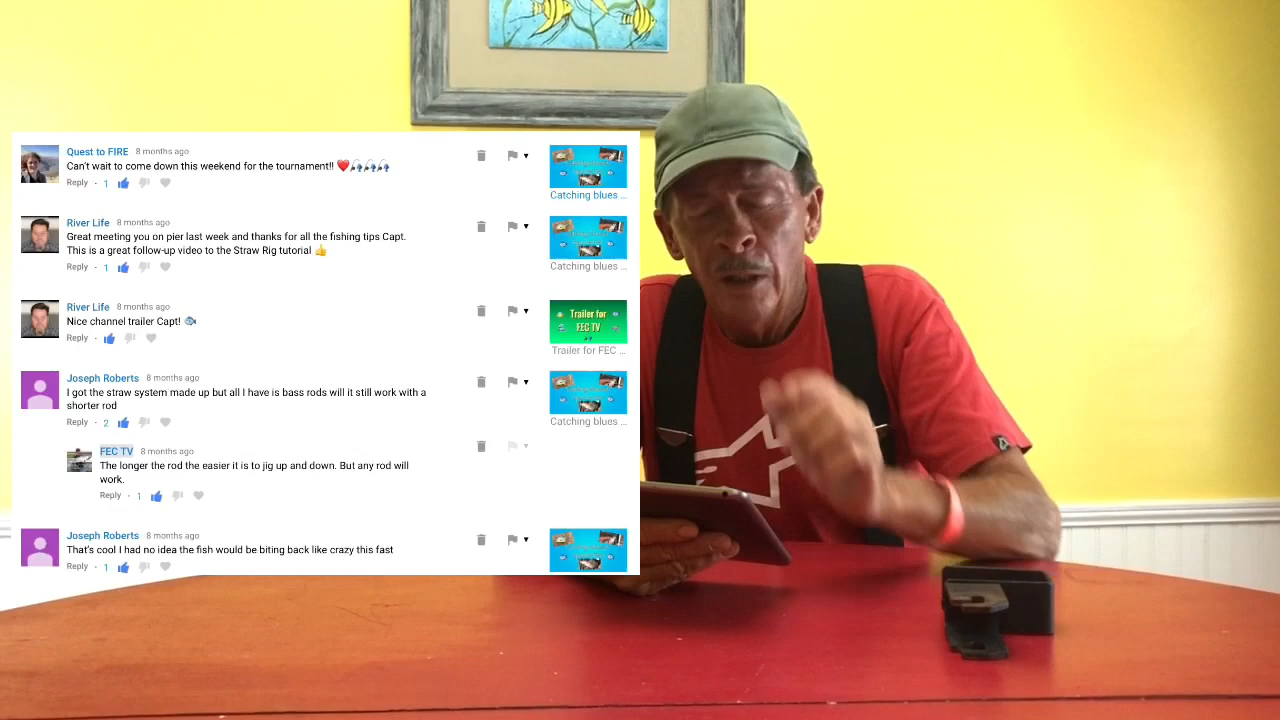 Quest to FIRE 8 months ago
Can't wait to come down this weekend for the tournament!! ❤️🎣🎣🎣
Reply · 1
Catching blues ...
River Life 8 months ago
Great meeting you on pier last week and thanks for all the fishing tips Capt.
This is a great follow-up video to the Straw Rig tutorial 👍
Reply · 1
Catching blues ...
River Life 8 months ago
Nice channel trailer Capt! 🐟
Reply ·
Trailer for
FEC TV
Trailer for FEC ...
Joseph Roberts 8 months ago
I got the straw system made up but all I have is bass rods will it still work with a
shorter rod
Reply · 2
Catching blues ...
FEC TV 8 months ago
The longer the rod the easier it is to jig up and down. But any rod will
work.
Reply · 1
Joseph Roberts 8 months ago
That's cool I had no idea the fish would be biting back like crazy this fast
Reply · 1